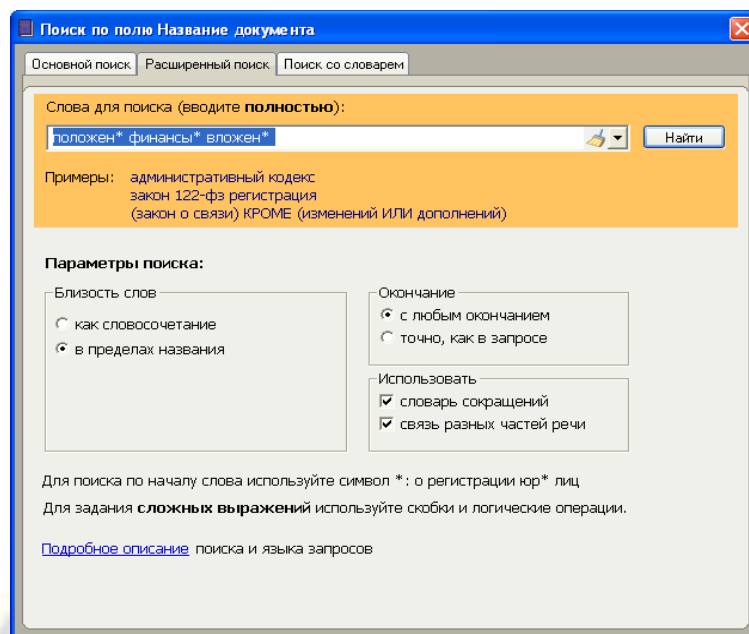 Поиск по полю Название документа
Основной поиск Расширенный поиск Поиск со словарем
Слова для поиска (вводите полностью):
положен* финансы* вложен*
Найти
Примеры: административный кодекс
закон 122-фз регистрация
(закон о связи) КРОМЕ (изменений ИЛИ дополнений)
Параметры поиска:
Близость слов
как словосочетание
в пределах названия
Окончание
с любым окончанием
точно, как в запросе
Использовать
словарь сокращений
связь разных частей речи
Для поиска по началу слова используйте символ *: о регистрации юр* лиц
Для задания сложных выражений используйте скобки и логические операции.
Подробное описание поиска и языка запросов